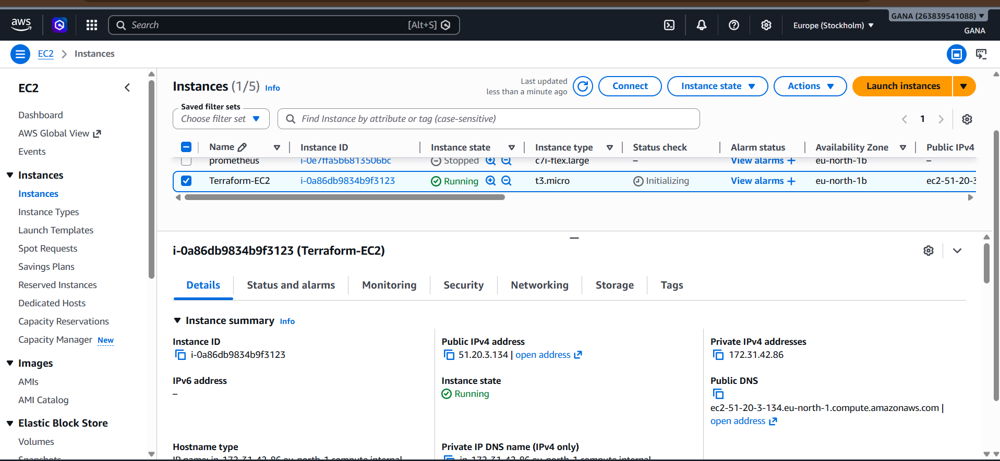 aws
Search [Alt+S]
Europe (Stockholm)
GANA (263839541088)
GANA
EC2 Instances
EC2
Dashboard
AWS Global View
Events
Instances
Instances
Instance Types
Launch Templates
Spot Requests
Savings Plans
Reserved Instances
Dedicated Hosts
Capacity Reservations
Capacity Manager New
Images
AMIs
AMI Catalog
Elastic Block Store
Volumes
Snapshots
Instances (1/5) Info
Last updated
less than a minute ago
Connect
Instance state
Actions
Launch instances
Saved filter sets
Choose filter set
Find Instance by attribute or tag (case-sensitive)
1
Name Instance ID Instance state Instance type Status check Alarm status Availability Zone Public IPv4
prometheus i-0e7ffa5b6813506bc Stopped c7i-flex.large – View alarms + eu-north-1b –
Terraform-EC2 i-0a86db9834b9f3123 Running t3.micro Initializing View alarms + eu-north-1b ec2-51-20-3
i-0a86db9834b9f3123 (Terraform-EC2)
Details Status and alarms Monitoring Security Networking Storage Tags
Instance summary Info
Instance ID
i-0a86db9834b9f3123
Public IPv4 address
51.20.3.134 | open address
Private IPv4 addresses
172.31.42.86
IPv6 address
–
Instance state
Running
Public DNS
ec2-51-20-3-134.eu-north-1.compute.amazonaws.com |
open address
Hostname type
IP name: ip-172-31-42-86.eu-north-1.compute.internal
Private IP DNS name (IPv4 only)
ip-172-31-42-86.eu-north-1.compute.internal